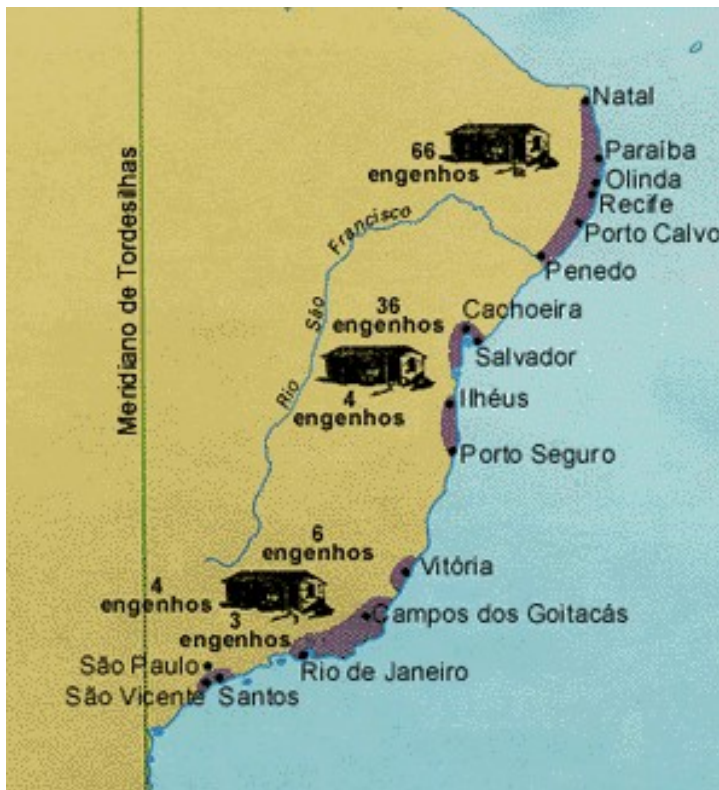 Natal
66
engenhos
Paraíba
Olinda
Recife
Porto Calvo
Penedo
Meridiano de Tordesilhas
Rio São Francisco
36
engenhos
Cachoeira
Salvador
4
engenhos
Ilhéus
Porto Seguro
6
engenhos
Vitória
4
engenhos
3
engenhos
Campos dos Goitacás
São Paulo
Rio de Janeiro
São Vicente Santos